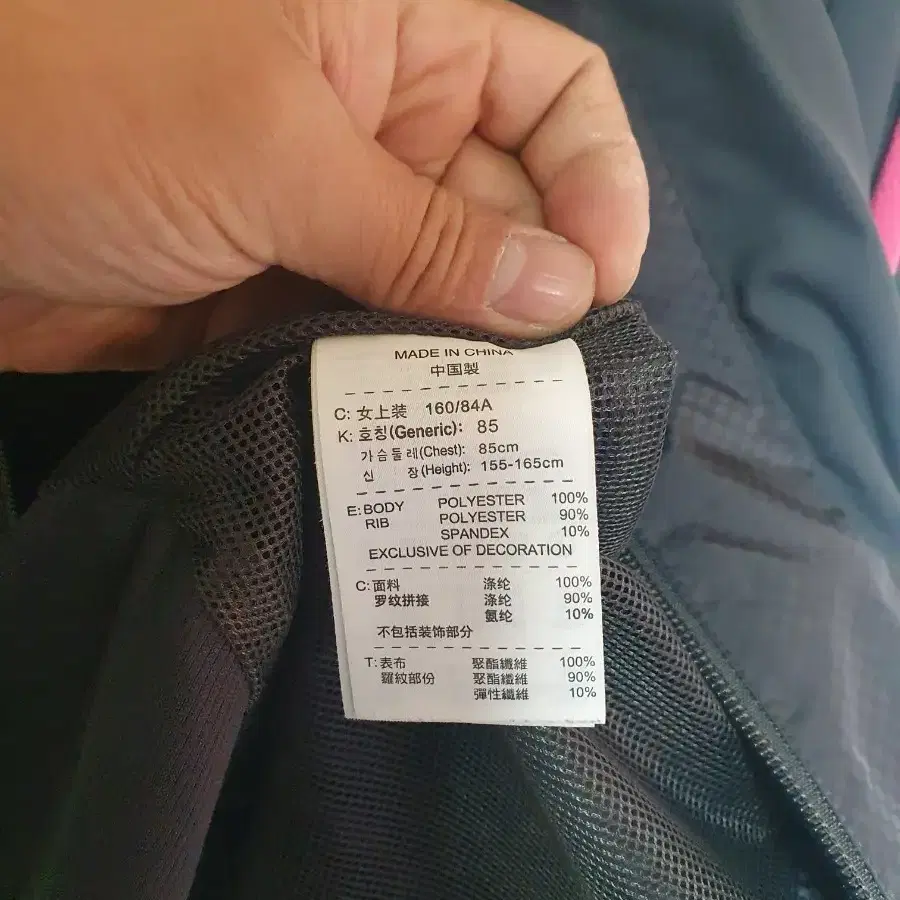 MADE IN CHINA
中国製
C: 女上装 160/84A
K: 호칭(Generic): 85
가슴둘레(Chest): 85cm
신 장(Height): 155-165cm
E: BODY POLYESTER 100%
RIB POLYESTER 90%
SPANDEX 10%
EXCLUSIVE OF DECORATION
C: 面料 涤纶 100%
罗纹拼接 涤纶 90%
氨纶 10%
不包括装饰部分
T: 表布 聚酯纖維 100%
羅紋部份 聚酯纖維 90%
彈性纖維 10%